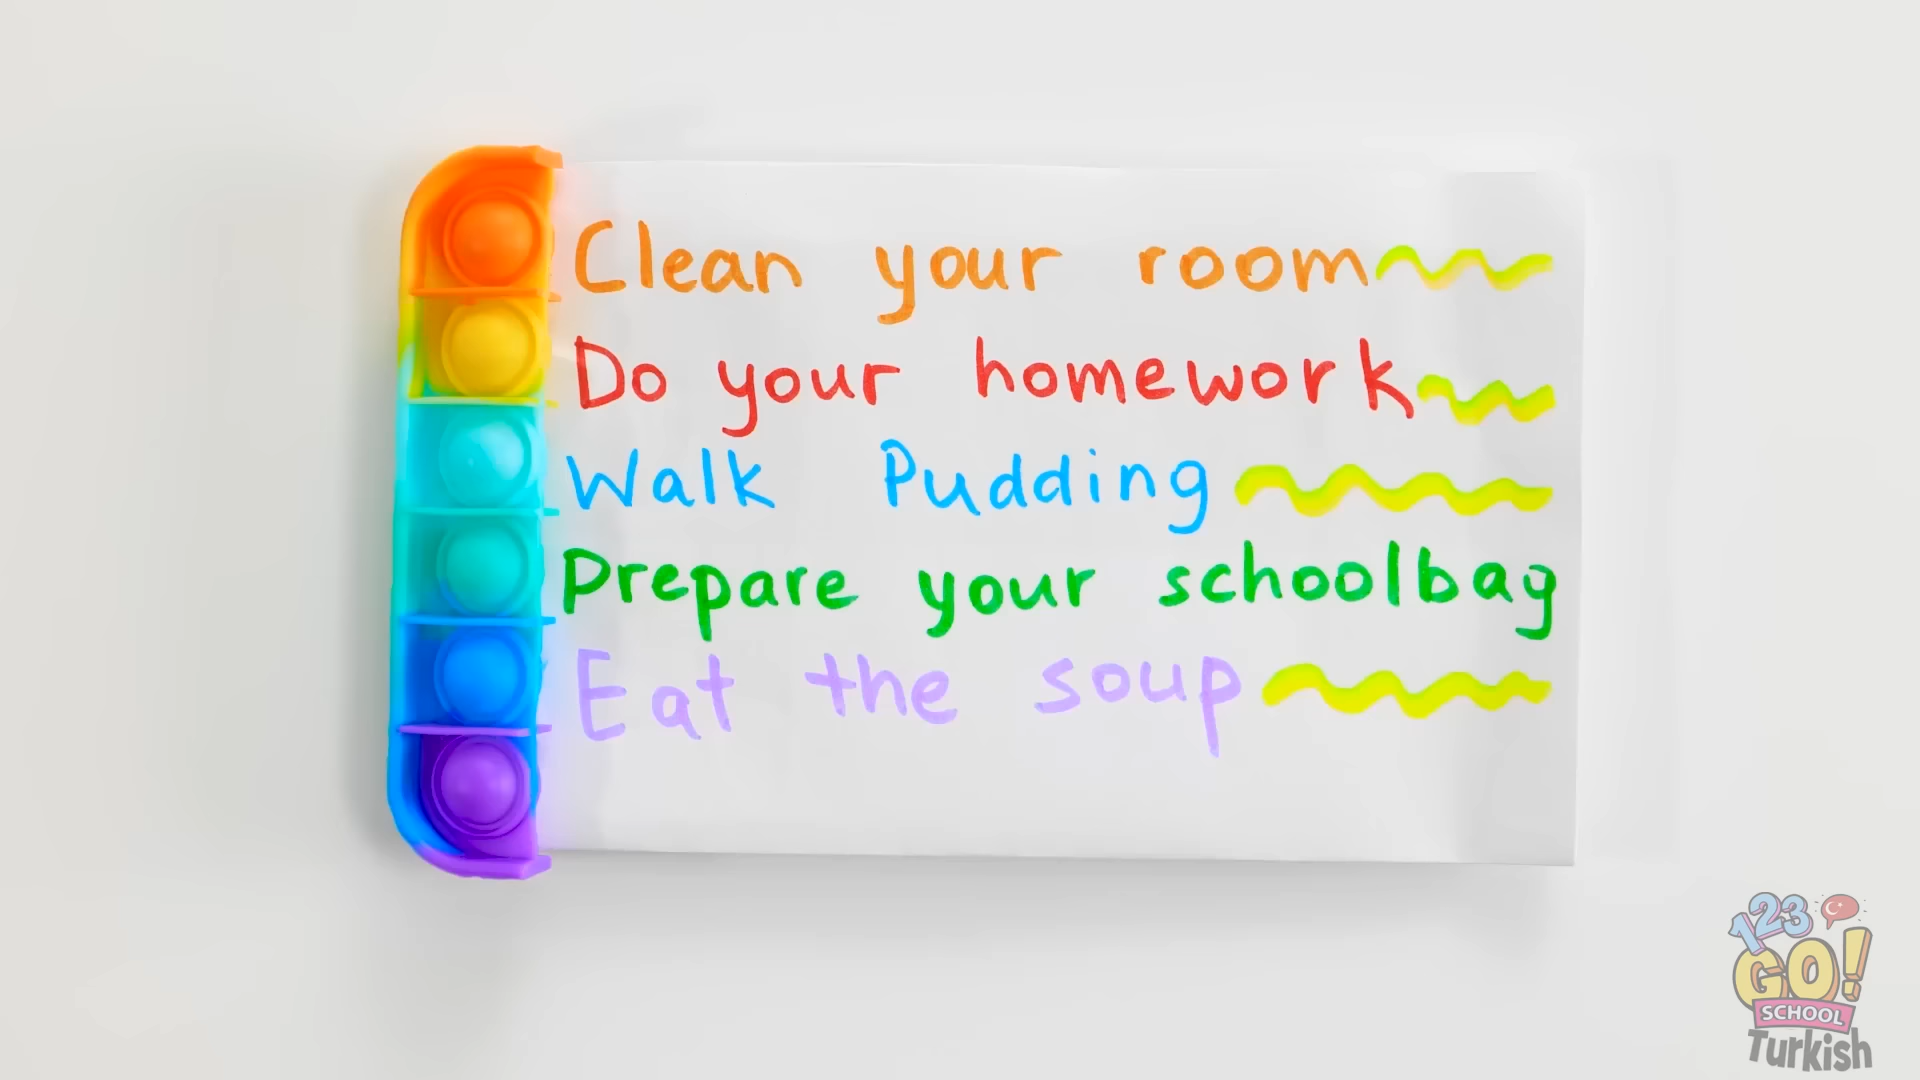 Clean your room
Do your homework
Walk Pudding
Prepare your schoolbag
Eat the soup
123
GO!
SCHOOL
Turkish